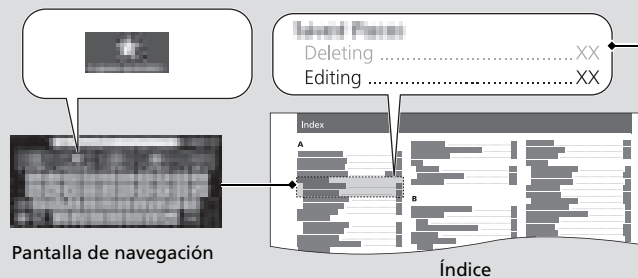 Deleting ........................................XX
Editing ...........................................XX
Index
A
B
Pantalla de navegación
Índice